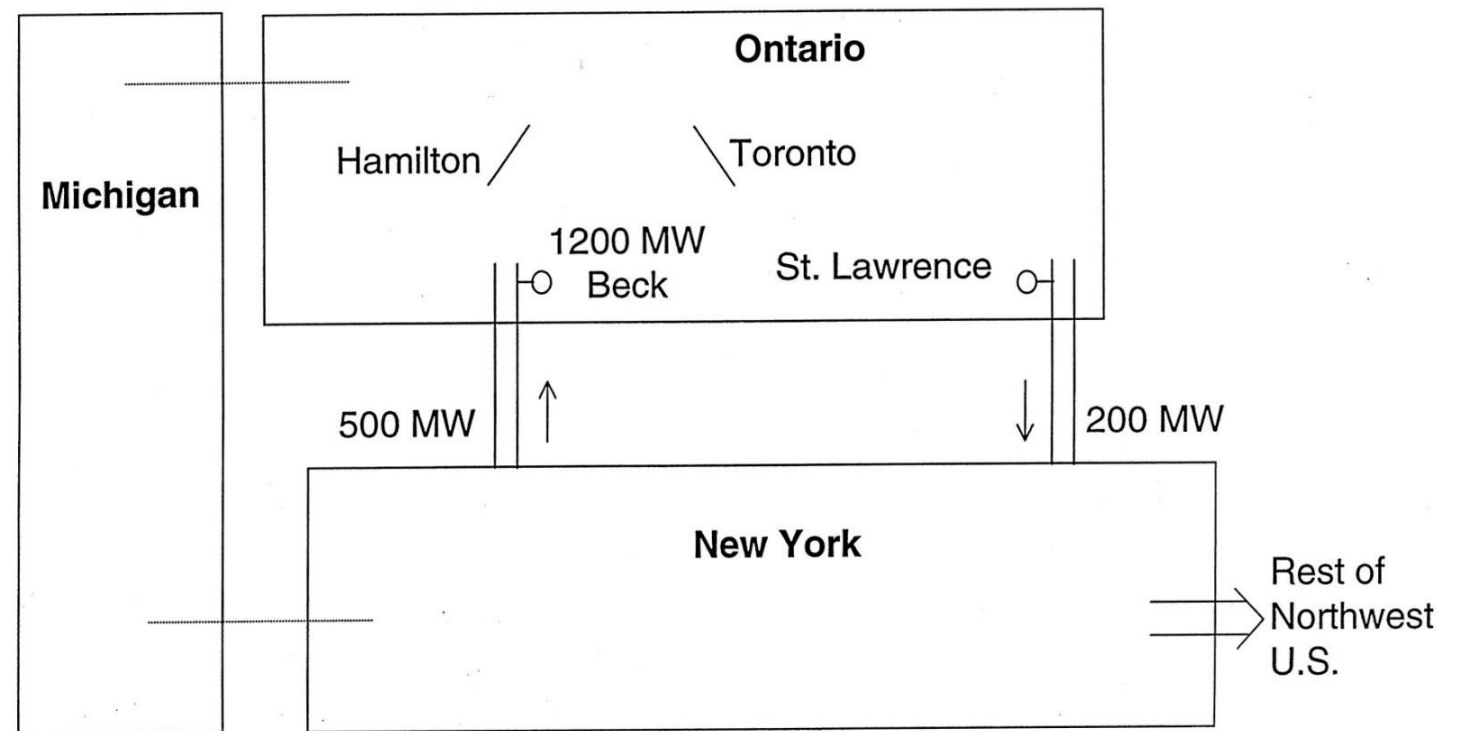 Ontario
Hamilton
Toronto
Michigan
1200 MW
Beck
St. Lawrence
500 MW
200 MW
New York
Rest of
Northwest
U.S.